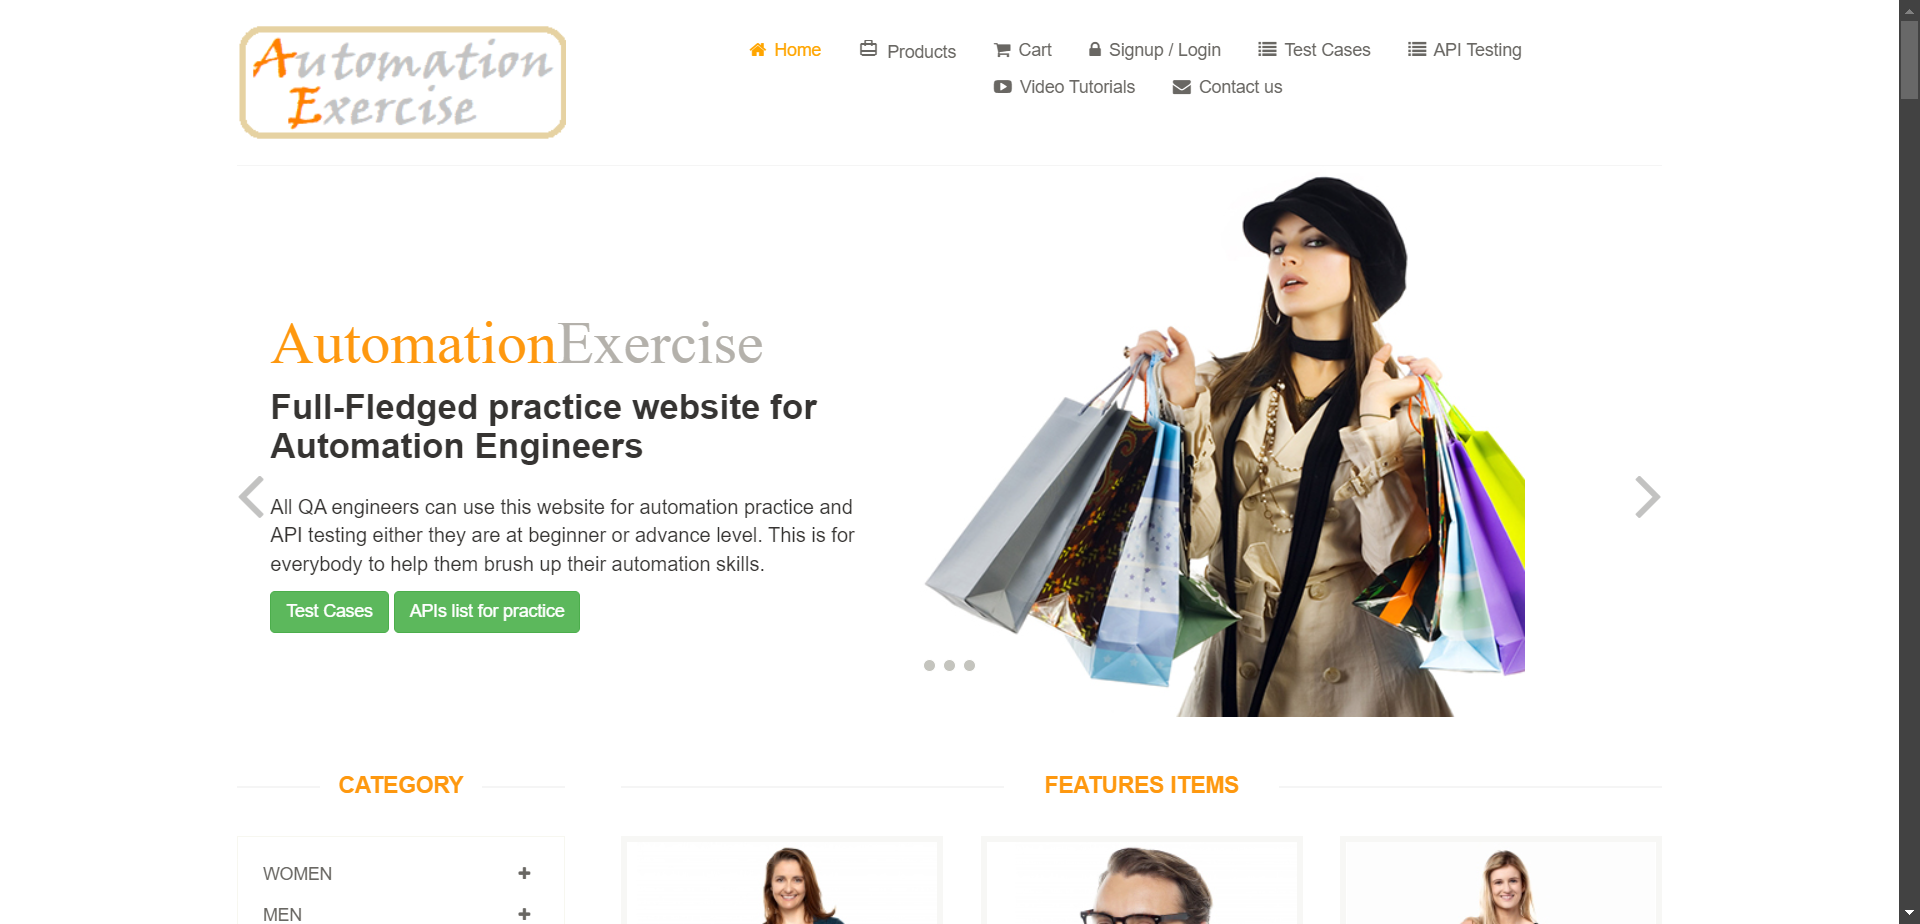 Automation
Exercise
Home
Products
Cart
Signup / Login
Test Cases
API Testing
Video Tutorials
Contact us
AutomationExercise
Full-Fledged practice website for
Automation Engineers
All QA engineers can use this website for automation practice and
API testing either they are at beginner or advance level. This is for
everybody to help them brush up their automation skills.
Test Cases
APIs list for practice
CATEGORY
FEATURES ITEMS
WOMEN
MEN